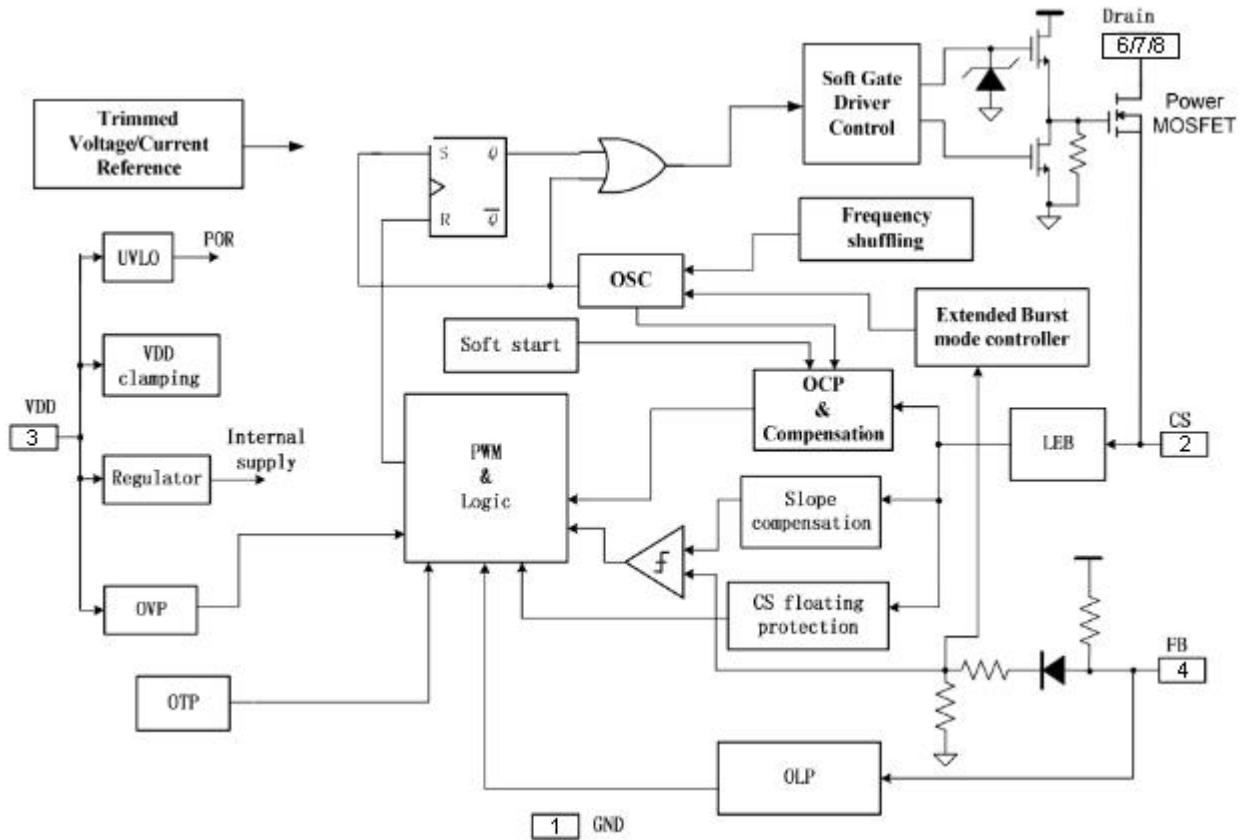 Drain
6/7/8
Power
MOSFET
Soft Gate
Driver
Control
Trimmed
Voltage/Current
Reference
S Q
R Q
Frequency
shuffling
POR
UVLO
OSC
Extended Burst
mode controller
Soft start
VDD
clamping
OCP
&
Compensation
VDD
3
CS
2
LEB
Internal
supply
Regulator
PWM
&
Logic
Slope
compensation
OVP
CS floating
protection
FB
4
OTP
OLP
1 GND